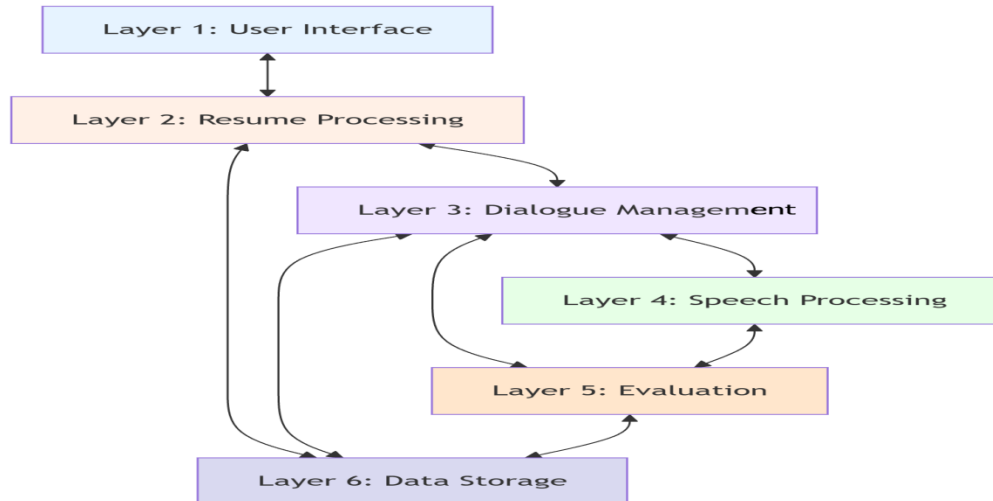 Layer 1: User Interface
Layer 2: Resume Processing
Layer 3: Dialogue Management
Layer 4: Speech Processing
Layer 5: Evaluation
Layer 6: Data Storage